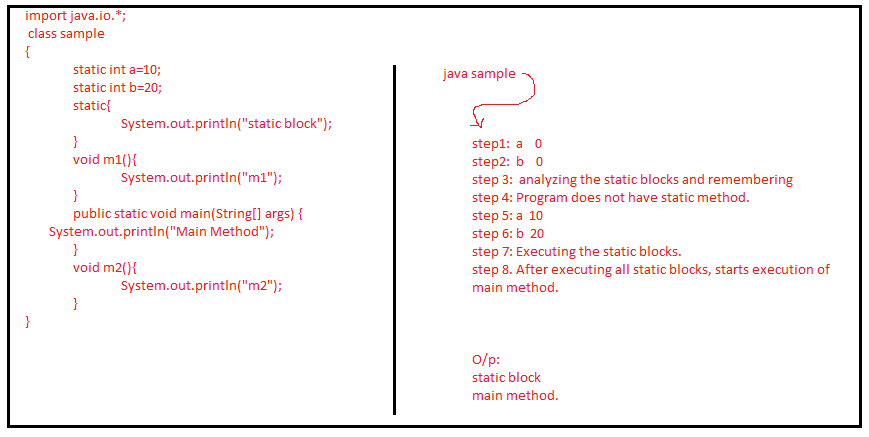 import java.io.*;
class sample
{
static int a=10;
static int b=20;
static{
System.out.println("static block");
}
void m1(){
System.out.println("m1");
}
public static void main(String[] args) {
System.out.println("Main Method");
}
void m2(){
System.out.println("m2");
}
}
java sample
step1: a 0
step2: b 0
step 3: analyzing the static blocks and remembering
step 4: Program does not have static method.
step 5: a 10
step 6: b 20
step 7: Executing the static blocks.
step 8. After executing all static blocks, starts execution of
main method.
O/p:
static block
main method.